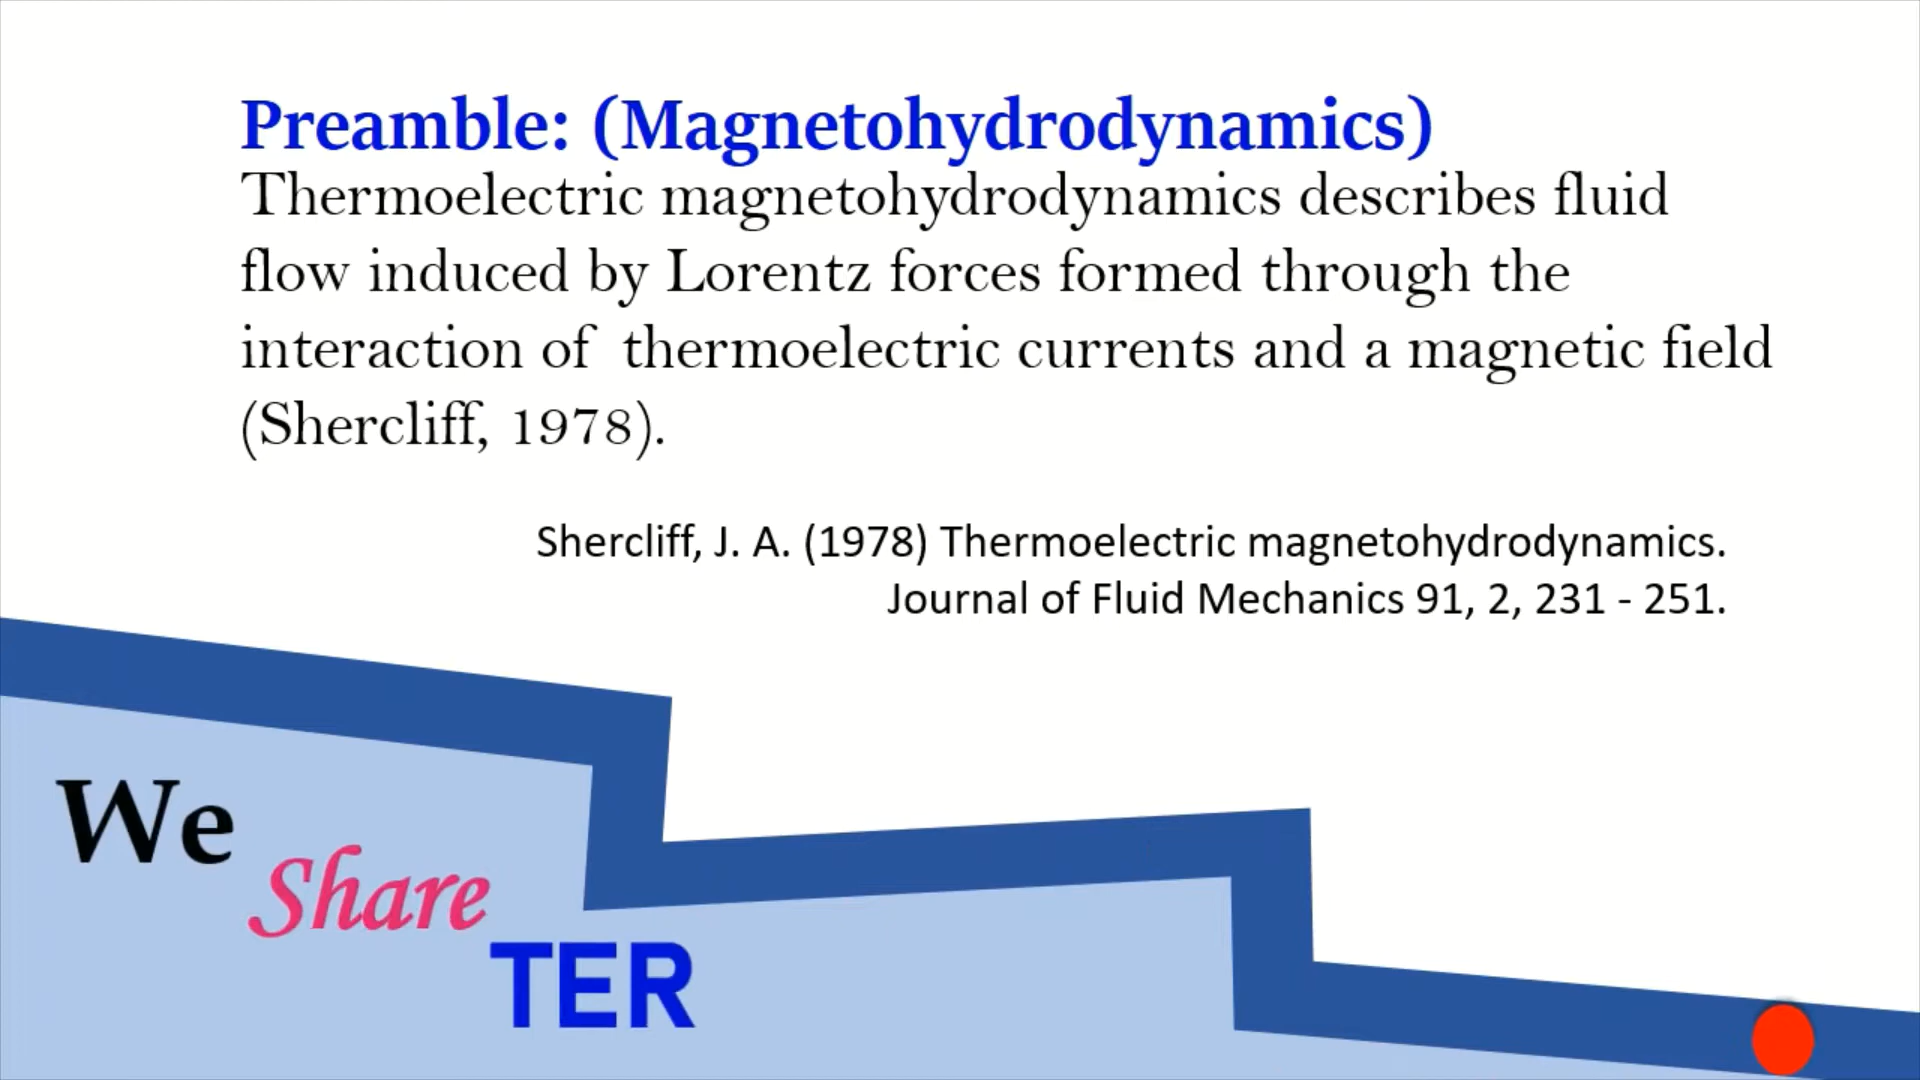 Preamble: (Magnetohydrodynamics)
Thermoelectric magnetohydrodynamics describes fluid
flow induced by Lorentz forces formed through the
interaction of  thermoelectric currents and a magnetic field
(Shercliff, 1978).
Shercliff, J. A. (1978) Thermoelectric magnetohydrodynamics.
Journal of Fluid Mechanics 91, 2, 231 - 251.
We
Share
TER